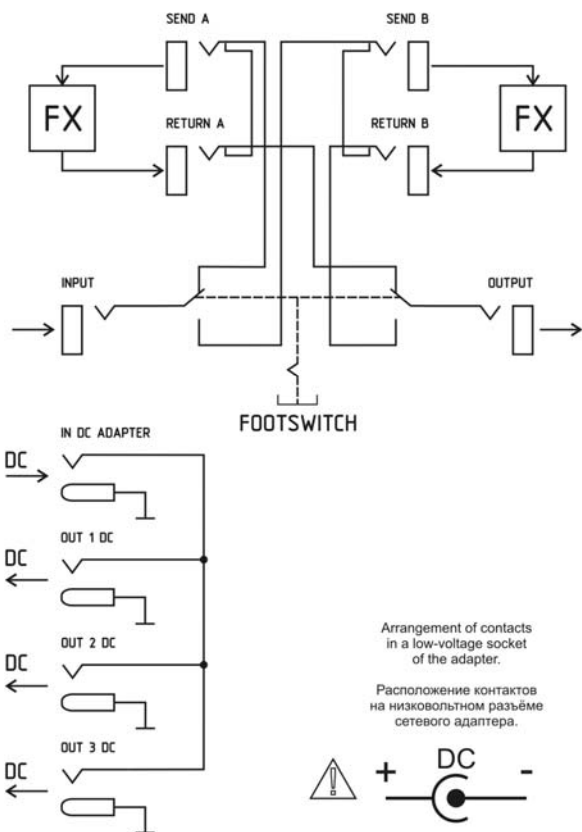 SEND A
SEND B
FX
FX
RETURN A
RETURN B
INPUT
OUTPUT
FOOTSWITCH
IN DC ADAPTER
DC
OUT 1 DC
DC
OUT 2 DC
DC
OUT 3 DC
DC
Arrangement of contacts
in a low-voltage socket
of the adapter.
Расположение контактов
на низковольтном разъёме
сетевого адаптера.
DC
+ -